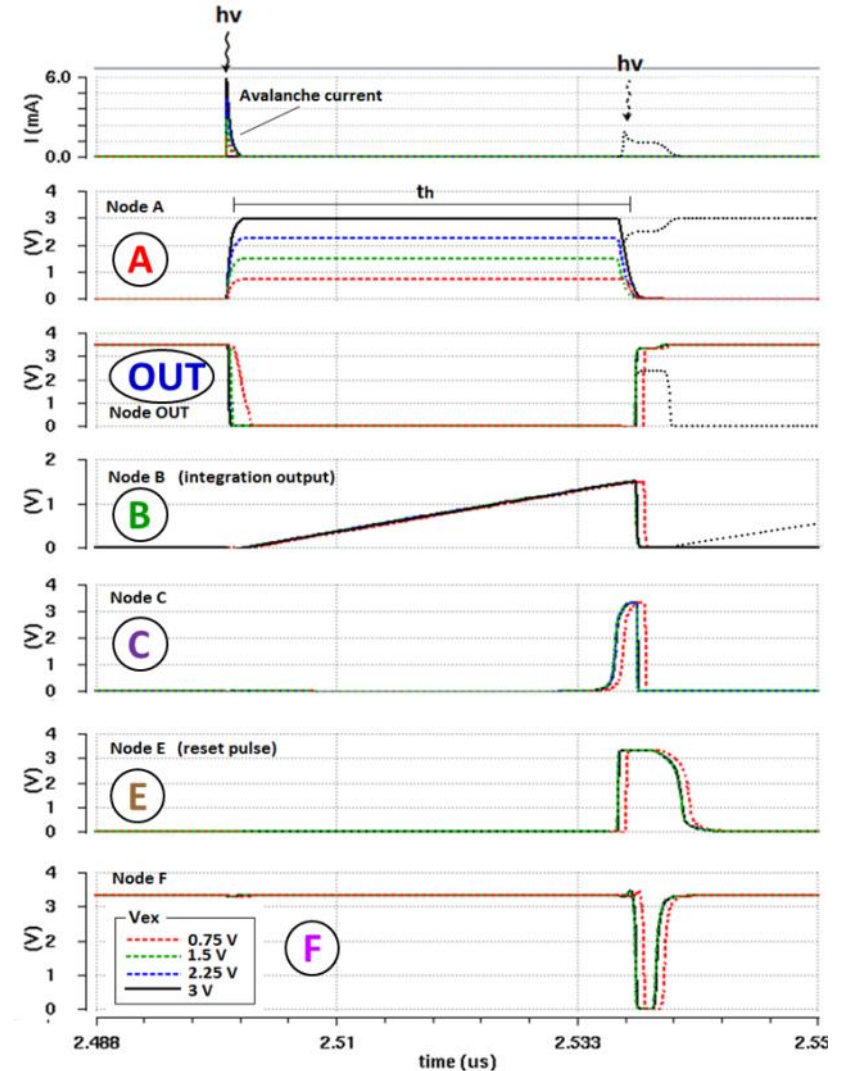 hv
hv
6.0
I (mA)
0.0
Avalanche current
4
3
(V)
2
1
0
Node A
A
th
4
3
(V)
2
1
0
OUT
Node OUT
2
(V)
1
0
Node B (integration output)
B
4
3
(V)
2
1
0
Node C
C
4
3
(V)
2
1
0
Node E (reset pulse)
E
4
3
(V)
2
1
0
Node F
Vex
0.75 V
1.5 V
2.25 V
3 V
F
2.488
2.51
2.533
2.55
time (us)